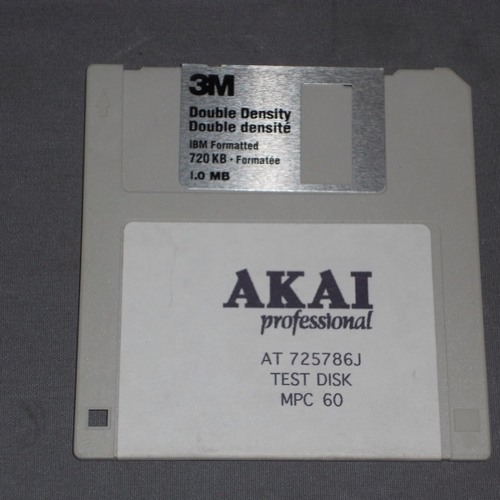 3M
Double Density
Double densité
IBM Formatted
720 KB · Formatée
1.0 MB
AKAI
professional
AT 725786J
TEST DISK
MPC 60